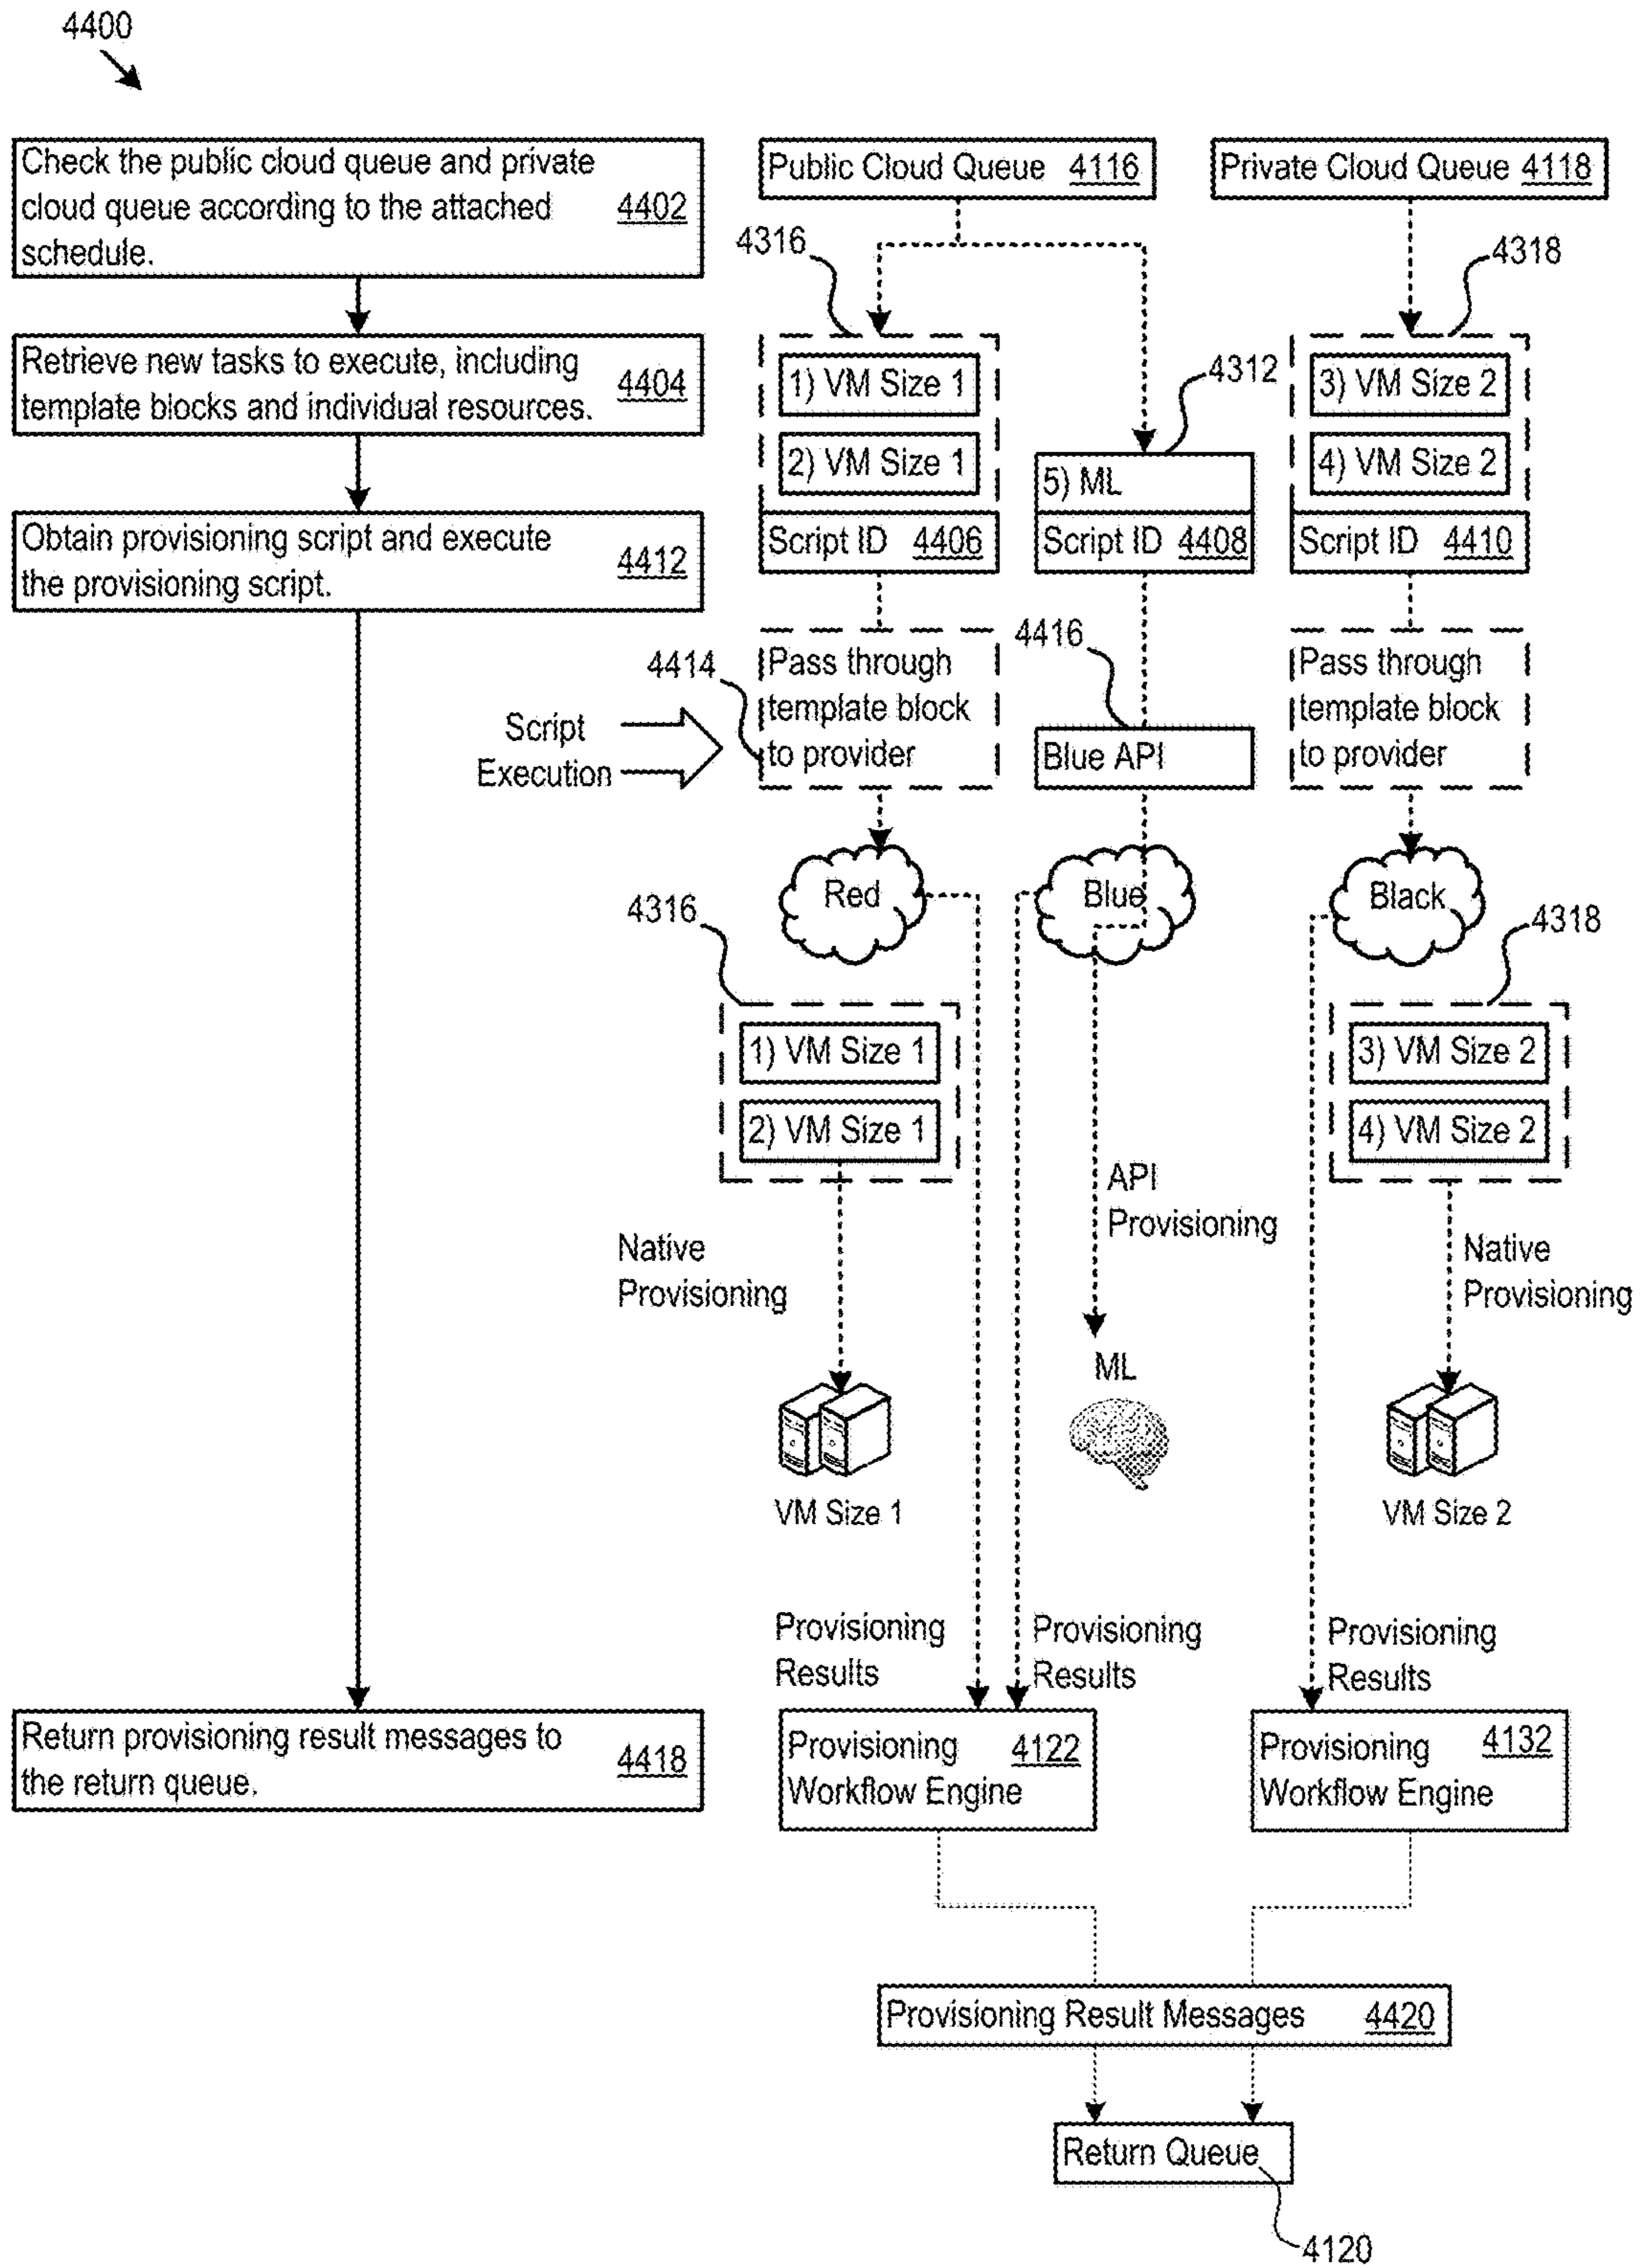 4400
Check the public cloud queue and private
cloud queue according to the attached 4402
schedule.
Public Cloud Queue 4116
Private Cloud Queue 4118
4316
4318
Retrieve new tasks to execute, including
template blocks and individual resources. 4404
1) VM Size 1
2) VM Size 1
Script ID 4406
4312
5) ML
Script ID 4408
3) VM Size 2
4) VM Size 2
Script ID 4410
Obtain provisioning script and execute
the provisioning script. 4412
Script
Execution
4414
Pass through
template block
to provider
4416
Blue API
Pass through
template block
to provider
Red
Blue
Black
4316
4318
1) VM Size 1
2) VM Size 1
3) VM Size 2
4) VM Size 2
Native
Provisioning
API
Provisioning
Native
Provisioning
ML
VM Size 1
VM Size 2
Provisioning
Results
Provisioning
Results
Provisioning
Results
Return provisioning result messages to
the return queue. 4418
Provisioning 4122
Workflow Engine
Provisioning 4132
Workflow Engine
Provisioning Result Messages 4420
Return Queue
4120